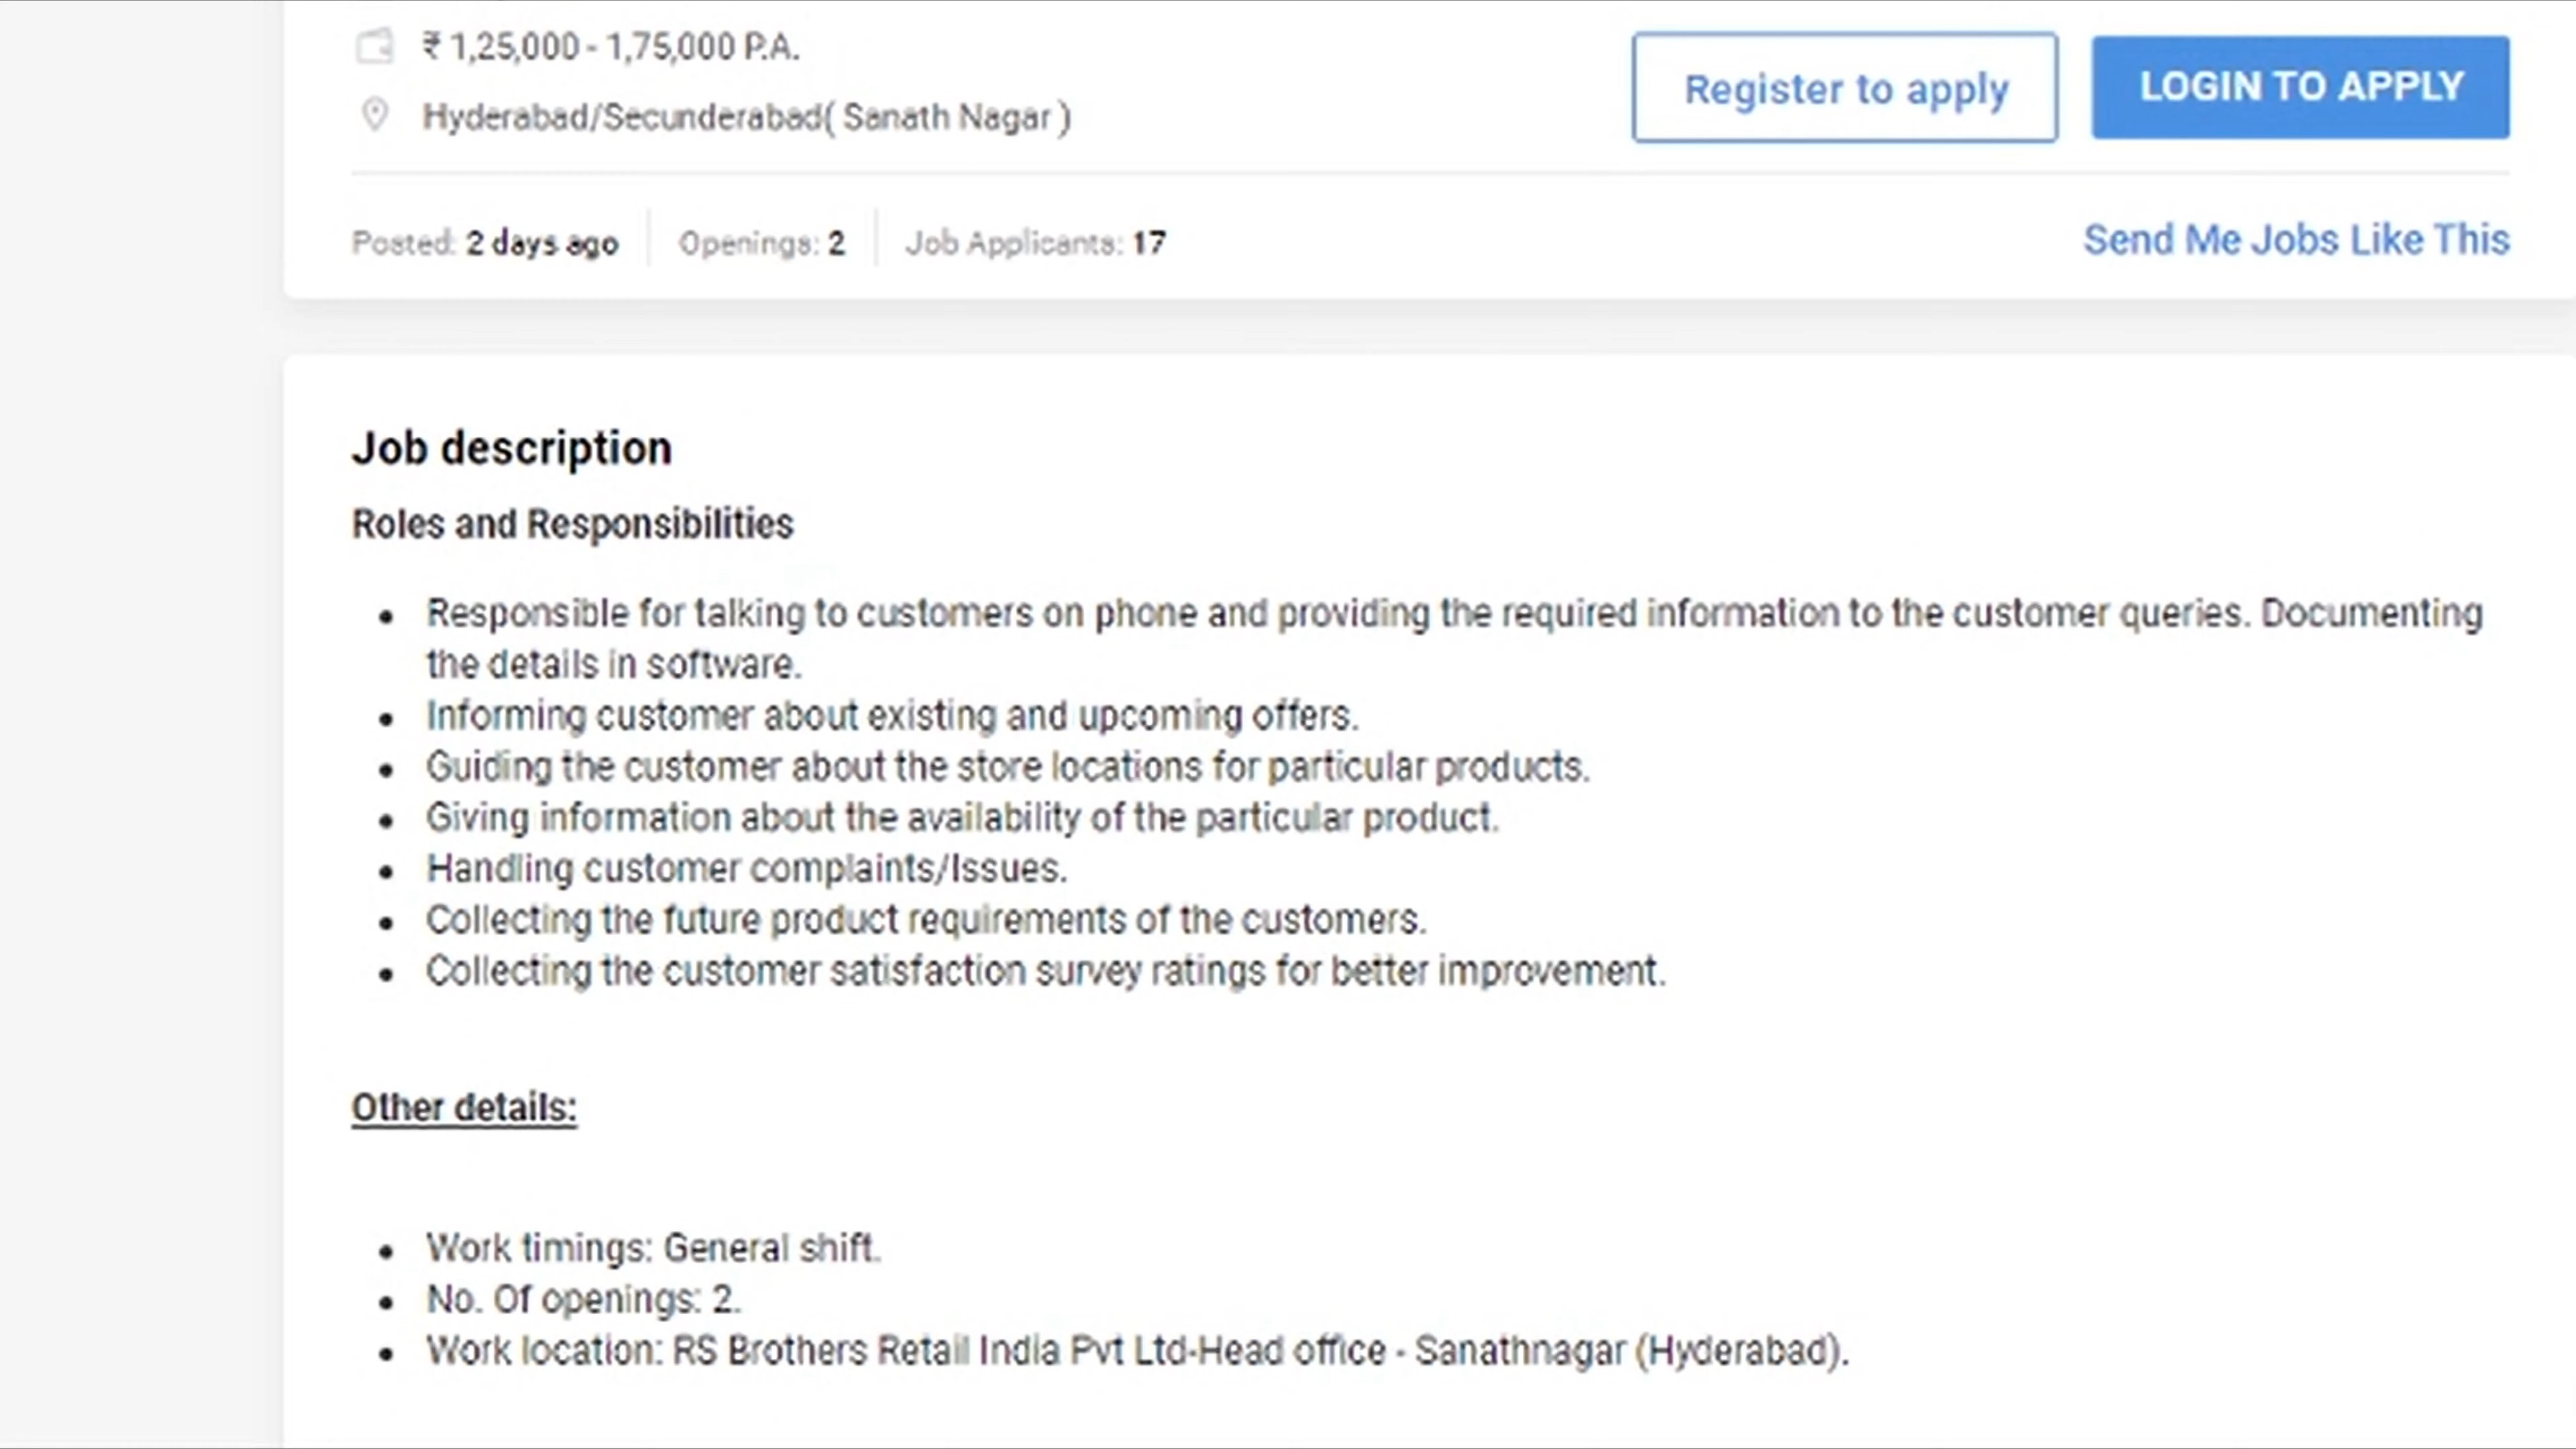 ₹ 1,25,000 - 1,75,000 P.A.
Hyderabad/Secunderabad( Sanath Nagar )
Register to apply
LOGIN TO APPLY
Posted: 2 days ago
Openings: 2
Job Applicants: 17
Send Me Jobs Like This
Job description
Roles and Responsibilities
• Responsible for talking to customers on phone and providing the required information to the customer queries. Documenting
the details in software.
• Informing customer about existing and upcoming offers.
• Guiding the customer about the store locations for particular products.
• Giving information about the availability of the particular product.
• Handling customer complaints/Issues.
• Collecting the future product requirements of the customers.
• Collecting the customer satisfaction survey ratings for better improvement.
Other details:
• Work timings: General shift.
• No. Of openings: 2.
• Work location: RS Brothers Retail India Pvt Ltd-Head office - Sanathnagar (Hyderabad).